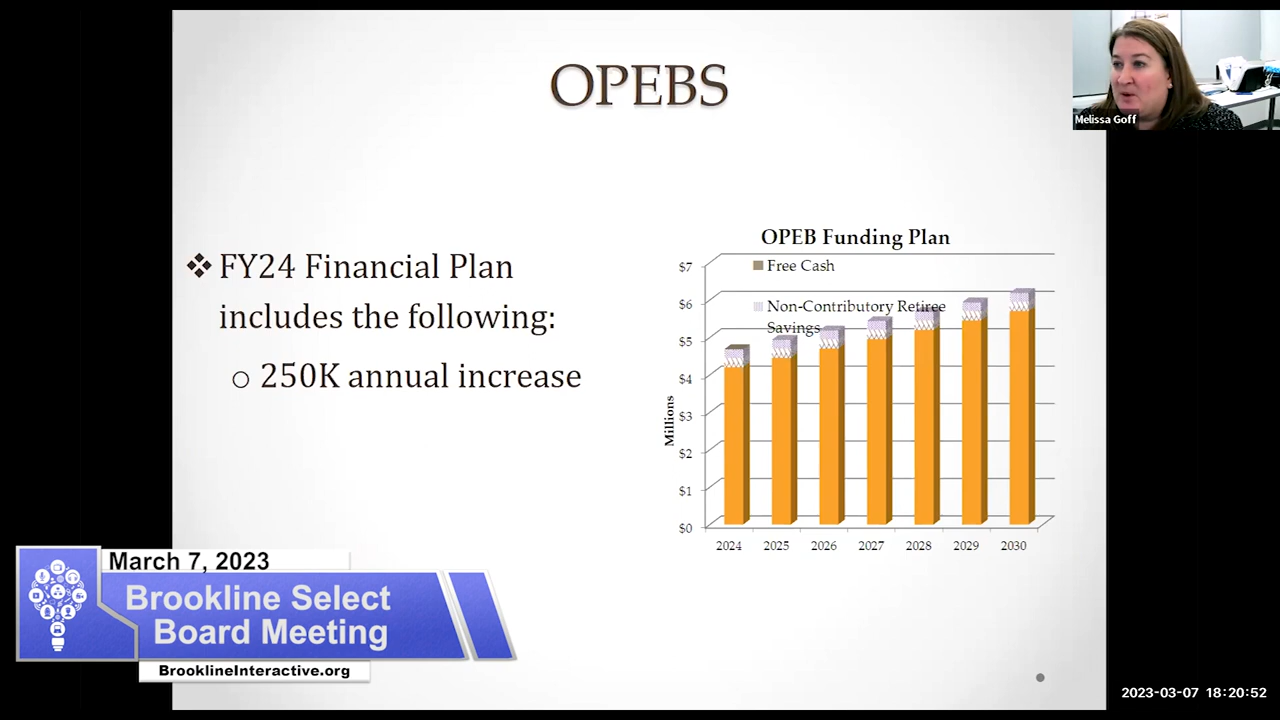 OPEBS
Melissa Goff
❖ FY24 Financial Plan
includes the following:
o 250K annual increase
OPEB Funding Plan
Free Cash
Non-Contributory Retiree
Savings
Millions
$7
$6
$5
$4
$3
$2
$1
$0
2024 2025 2026 2027 2028 2029 2030
March 7, 2023
Brookline Select
Board Meeting
BrooklineInteractive.org
2023-03-07 18:20:52